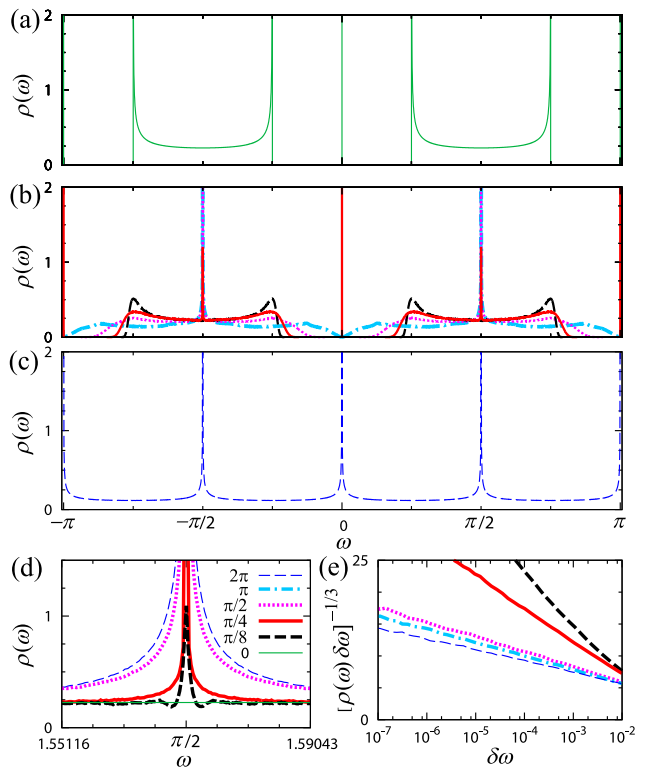 (a)
2
1
0
ρ(ω)
(b)
2
1
0
ρ(ω)
(c)
2
1
0
ρ(ω)
−π −π/2 0 π/2 π
ω
(d)
1
0
ρ(ω)
2π
π
π/2
π/4
π/8
0
1.55116 π/2 1.59043
ω
(e)
25
0
[ρ(ω) δω]^{−1/3}
10^{-7} 10^{-6} 10^{-5} 10^{-4} 10^{-3} 10^{-2}
δω